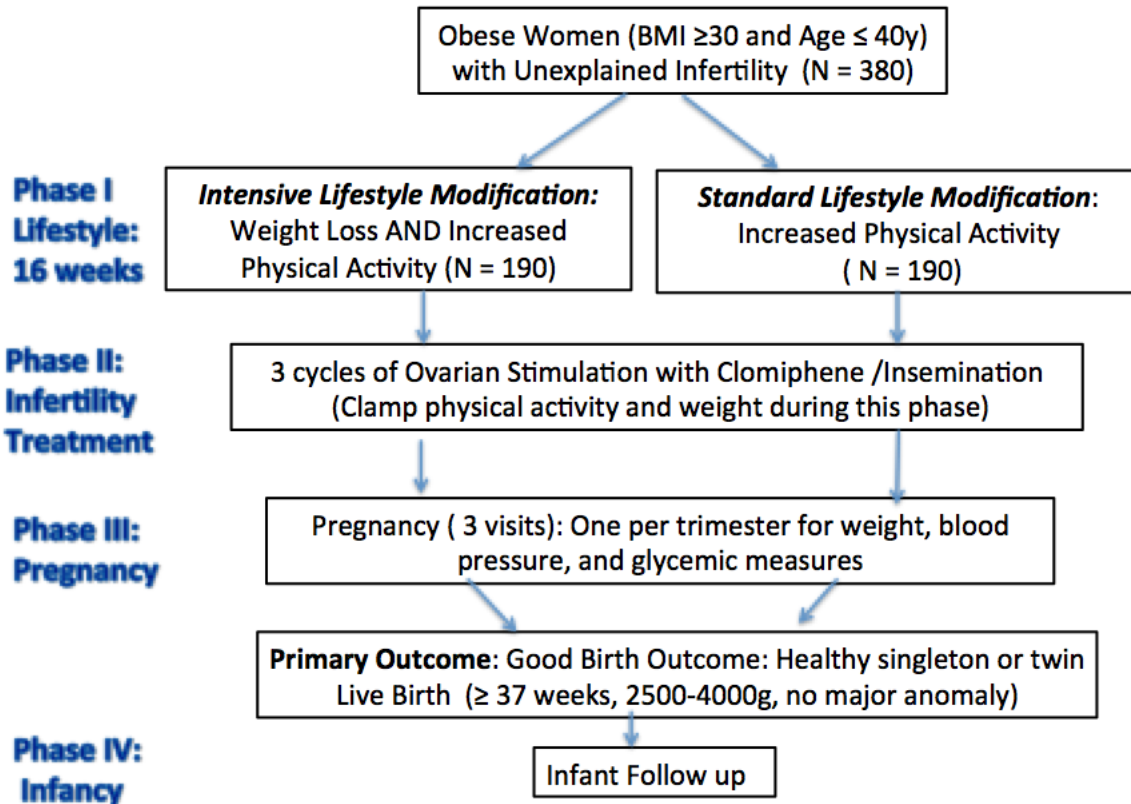 Obese Women (BMI ≥30 and Age ≤ 40y)
with Unexplained Infertility (N = 380)
Phase I
Lifestyle:
16 weeks
Intensive Lifestyle Modification:
Weight Loss AND Increased
Physical Activity (N = 190)
Standard Lifestyle Modification:
Increased Physical Activity
( N = 190)
Phase II:
Infertility
Treatment
3 cycles of Ovarian Stimulation with Clomiphene /Insemination
(Clamp physical activity and weight during this phase)
Phase III:
Pregnancy
Pregnancy ( 3 visits): One per trimester for weight, blood
pressure, and glycemic measures
Primary Outcome: Good Birth Outcome: Healthy singleton or twin
Live Birth (≥ 37 weeks, 2500-4000g, no major anomaly)
Phase IV:
Infancy
Infant Follow up